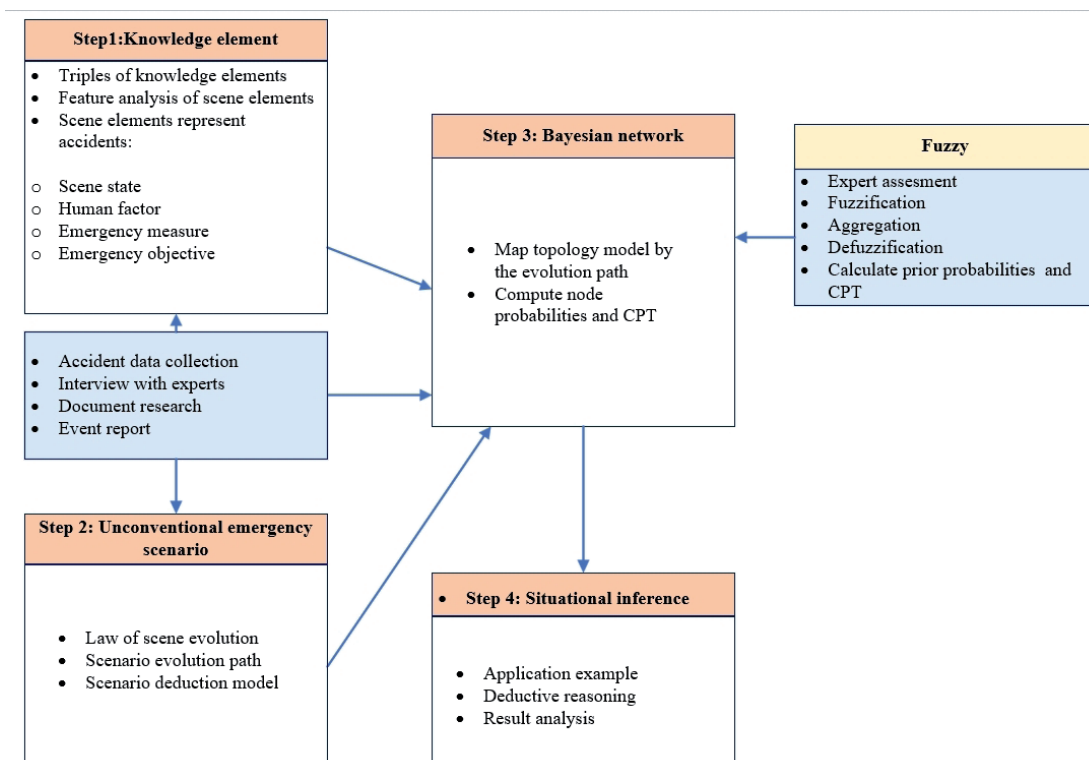 Step1:Knowledge element
• Triples of knowledge elements
• Feature analysis of scene elements
• Scene elements represent
accidents:
o Scene state
o Human factor
o Emergency measure
o Emergency objective
• Accident data collection
• Interview with experts
• Document research
• Event report
Step 2: Unconventional emergency
scenario
• Law of scene evolution
• Scenario evolution path
• Scenario deduction model
Step 3: Bayesian network
• Map topology model by
the evolution path
• Compute node
probabilities and CPT
Fuzzy
• Expert assesment
• Fuzzification
• Aggregation
• Defuzzification
• Calculate prior probabilities and
CPT
• Step 4: Situational inference
• Application example
• Deductive reasoning
• Result analysis